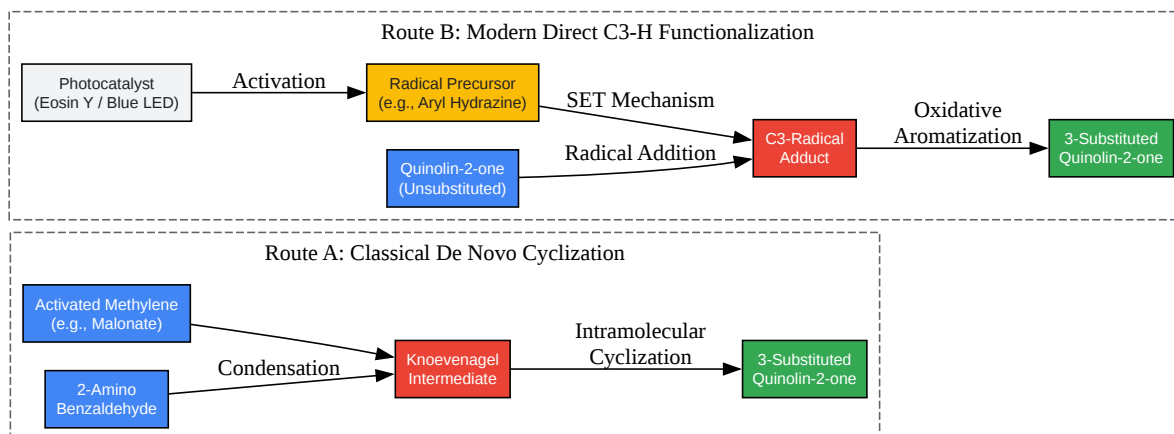 Route B: Modern Direct C3-H Functionalization
Photocatalyst
(Eosin Y / Blue LED)
Activation
Radical Precursor
(e.g., Aryl Hydrazine)
SET Mechanism
Quinolin-2-one
(Unsubstituted)
Radical Addition
C3-Radical
Adduct
Oxidative
Aromatization
3-Substituted
Quinolin-2-one
Route A: Classical De Novo Cyclization
Activated Methylene
(e.g., Malonate)
2-Amino
Benzaldehyde
Condensation
Knoevenagel
Intermediate
Intramolecular
Cyclization
3-Substituted
Quinolin-2-one